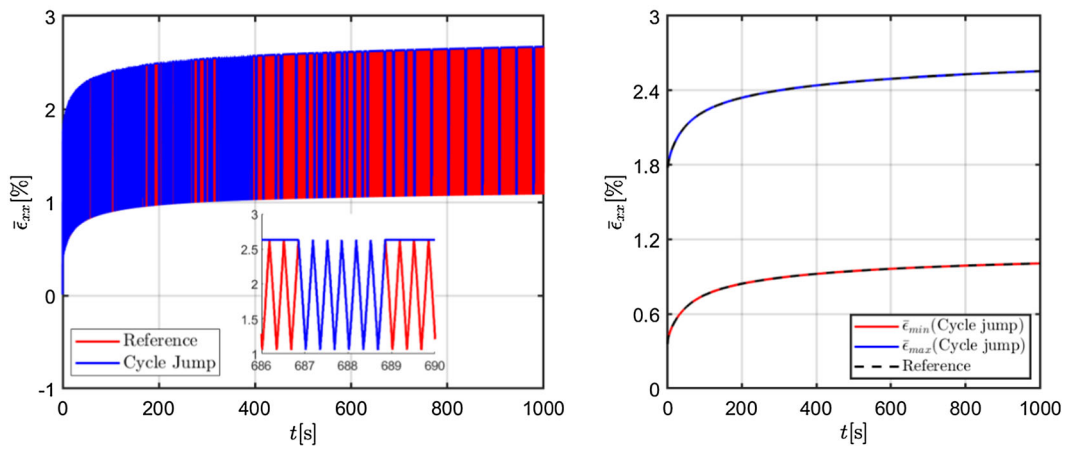 3
2
1
0
-1
ε̄xx[%]
0 200 400 600 800 1000
t[s]
Reference
Cycle Jump
3
2.5
2
1.5
1
686 687 688 689 690
3
2.4
1.8
1.2
0.6
0
ε̄xx[%]
0 200 400 600 800 1000
t[s]
ε̄min(Cycle jump)
ε̄max(Cycle jump)
Reference